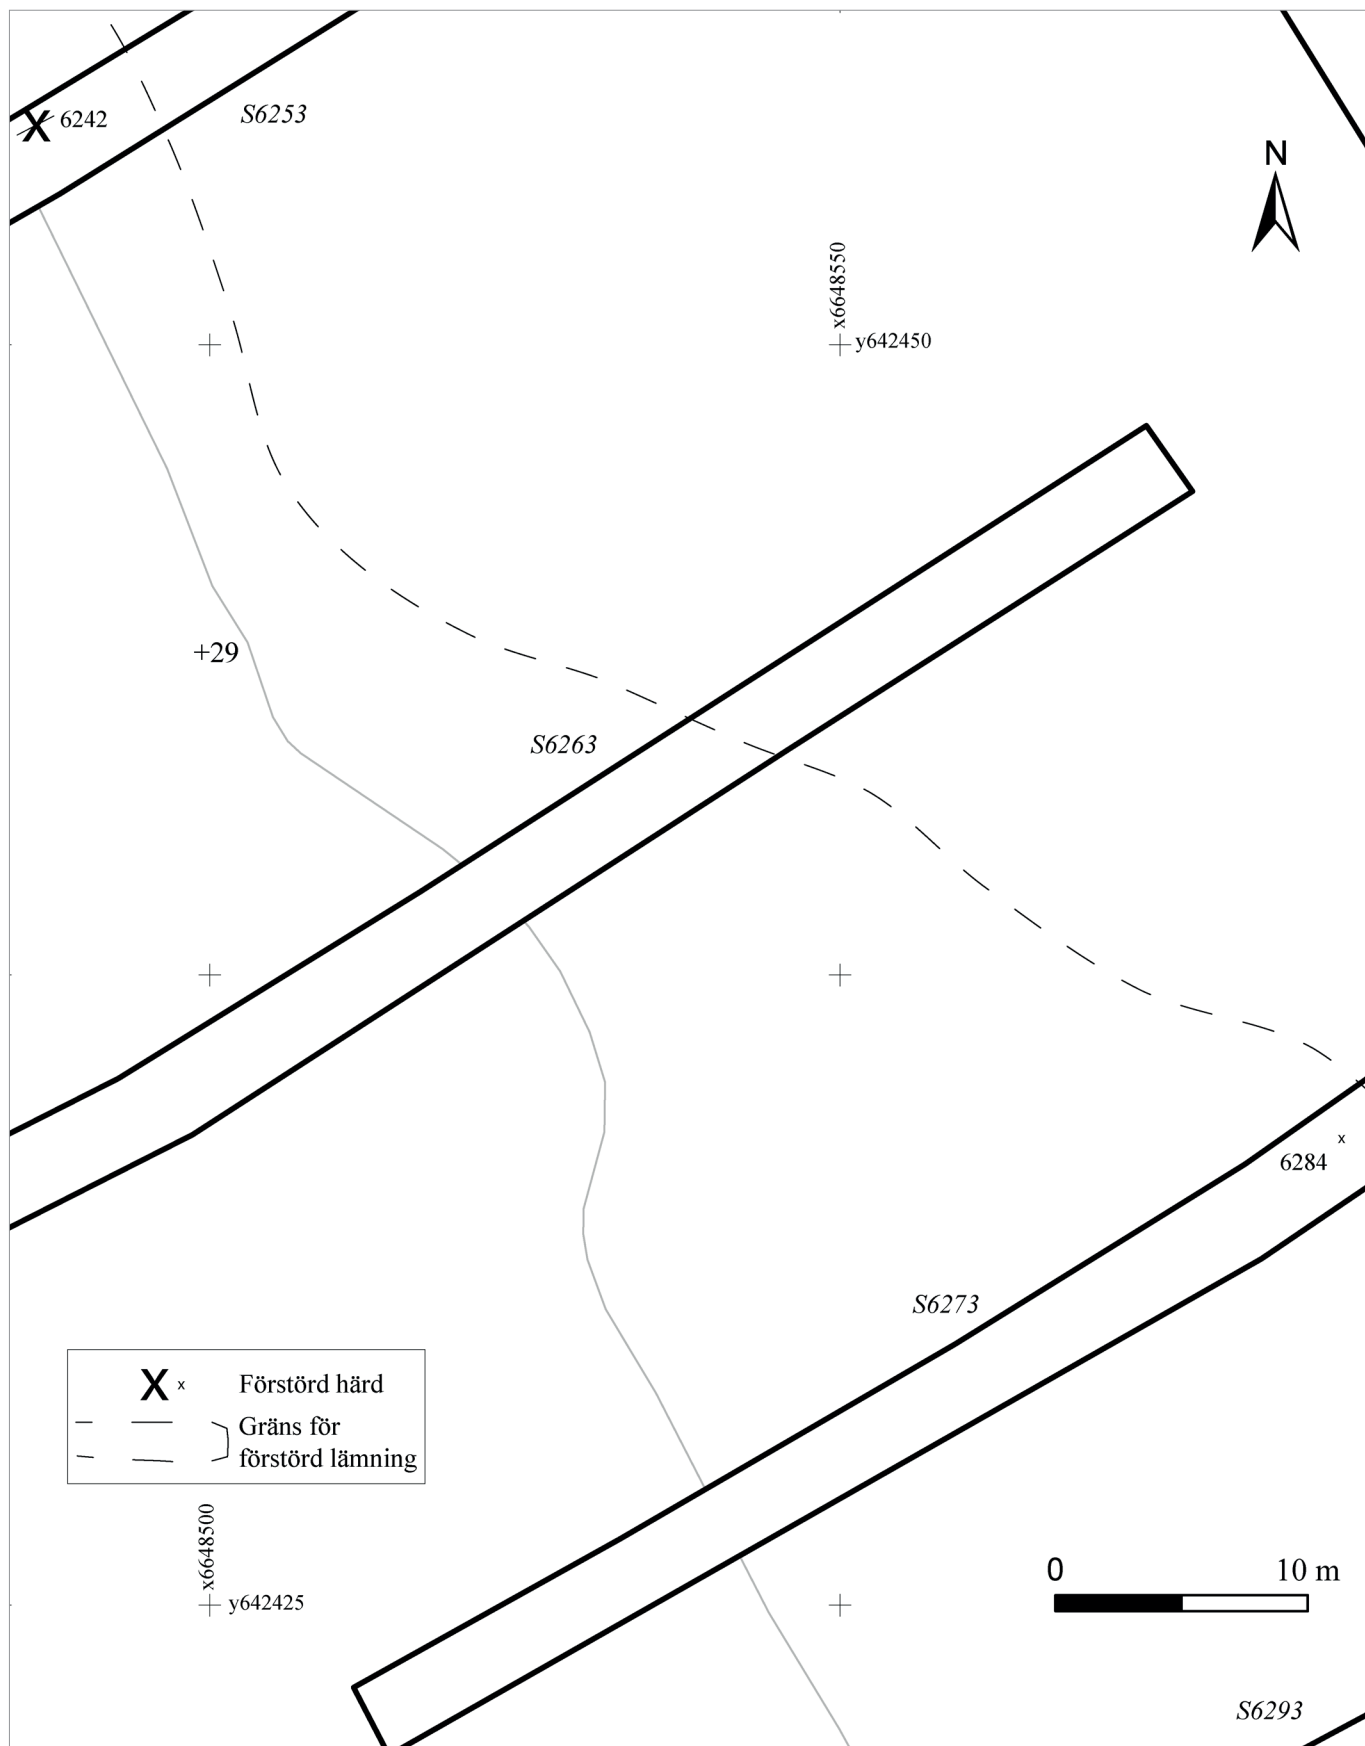 6242
S6253
N
x6648550
y642450
+29
S6263
6284
S6273
X x Förstörd härd
Gräns för
förstörd lämning
x6648500
y642425
0 10 m
S6293